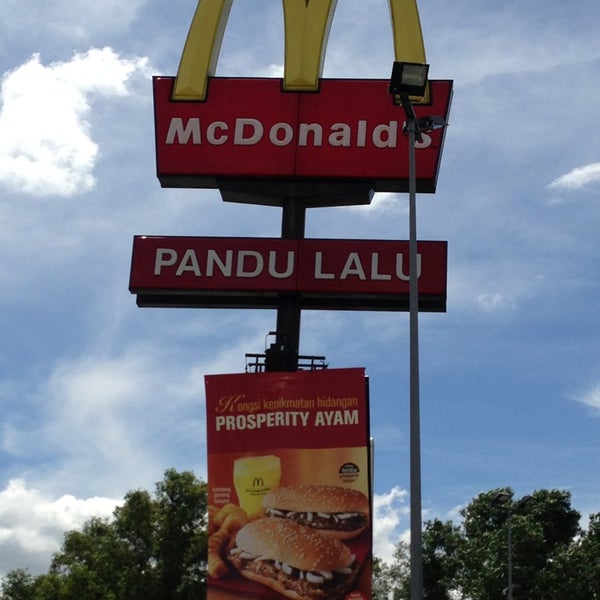 McDonald's
PANDU LALU
Kongsi kenikmatan hidangan
PROSPERITY AYAM